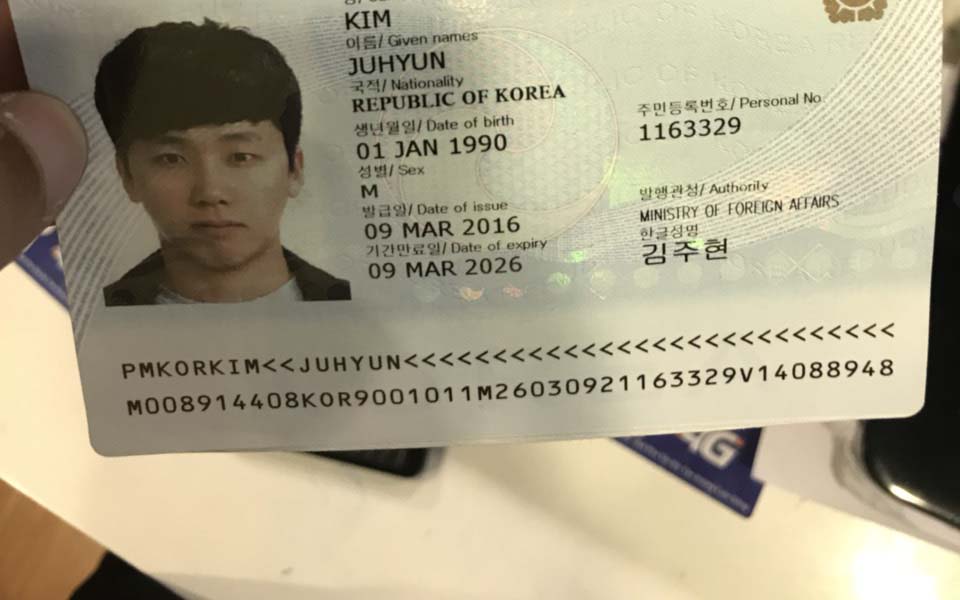 KIM
이름/ Given names
JUHYUN
국적/ Nationality
REPUBLIC OF KOREA
생년월일/ Date of birth
01 JAN 1990
주민등록번호/ Personal No.
1163329
성별/ Sex
M
발급일/ Date of issue
09 MAR 2016
기간만료일/ Date of expiry
09 MAR 2026
발행관청/ Authority
MINISTRY OF FOREIGN AFFAIRS
한글성명
김주현
PMKORKIM<<JUHYUN<<<<<<<<<<<<<<<<<<<<<<<<<<<<
M008914408KOR9001011M26030921163329V14088948